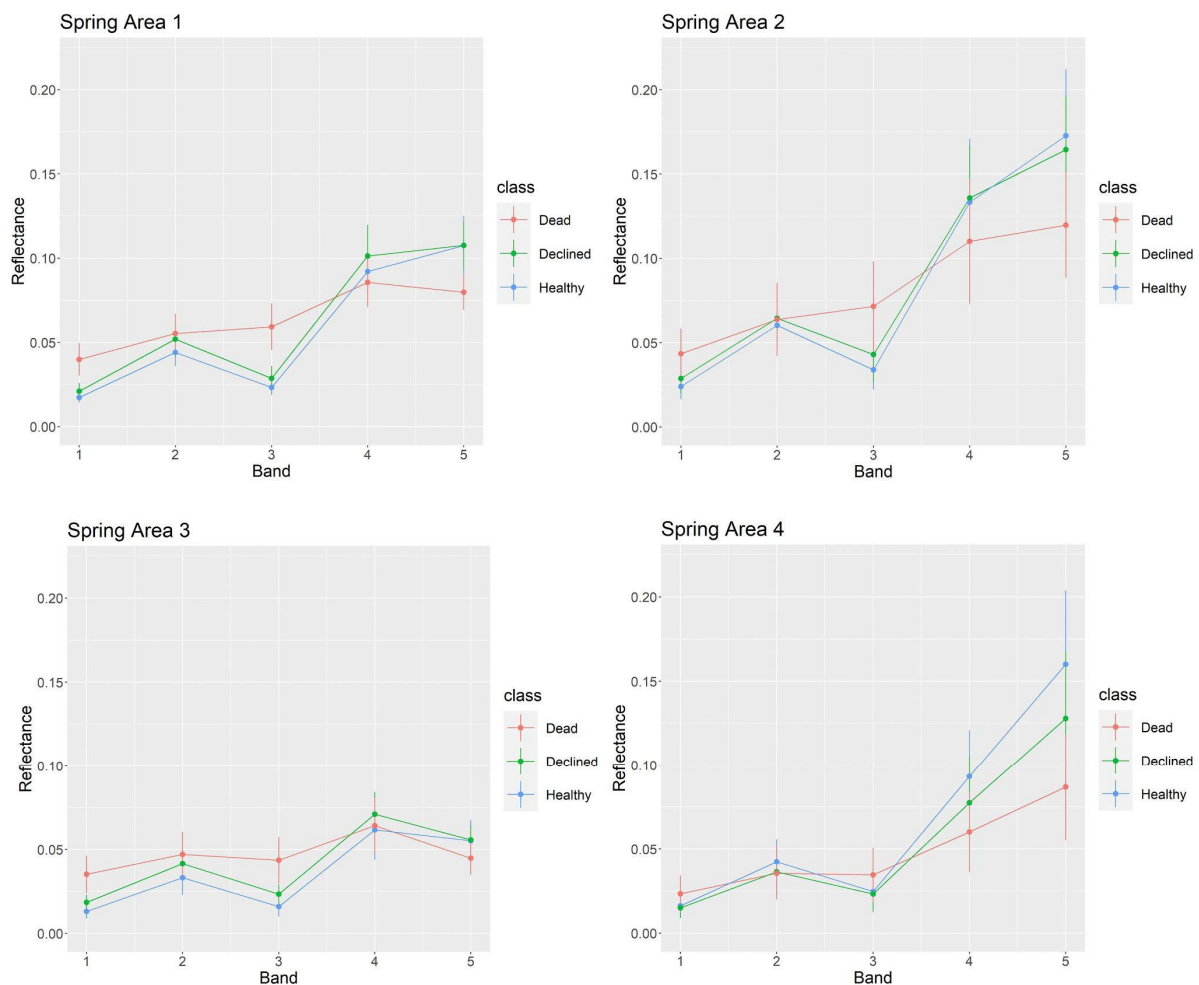 Spring Area 1
0.20
0.15
0.10
0.05
0.00
Reflectance
1 2 3 4 5
Band
class
Dead
Declined
Healthy
Spring Area 2
0.20
0.15
0.10
0.05
0.00
Reflectance
1 2 3 4 5
Band
class
Dead
Declined
Healthy
Spring Area 3
0.20
0.15
0.10
0.05
0.00
Reflectance
1 2 3 4 5
Band
class
Dead
Declined
Healthy
Spring Area 4
0.20
0.15
0.10
0.05
0.00
Reflectance
1 2 3 4 5
Band
class
Dead
Declined
Healthy